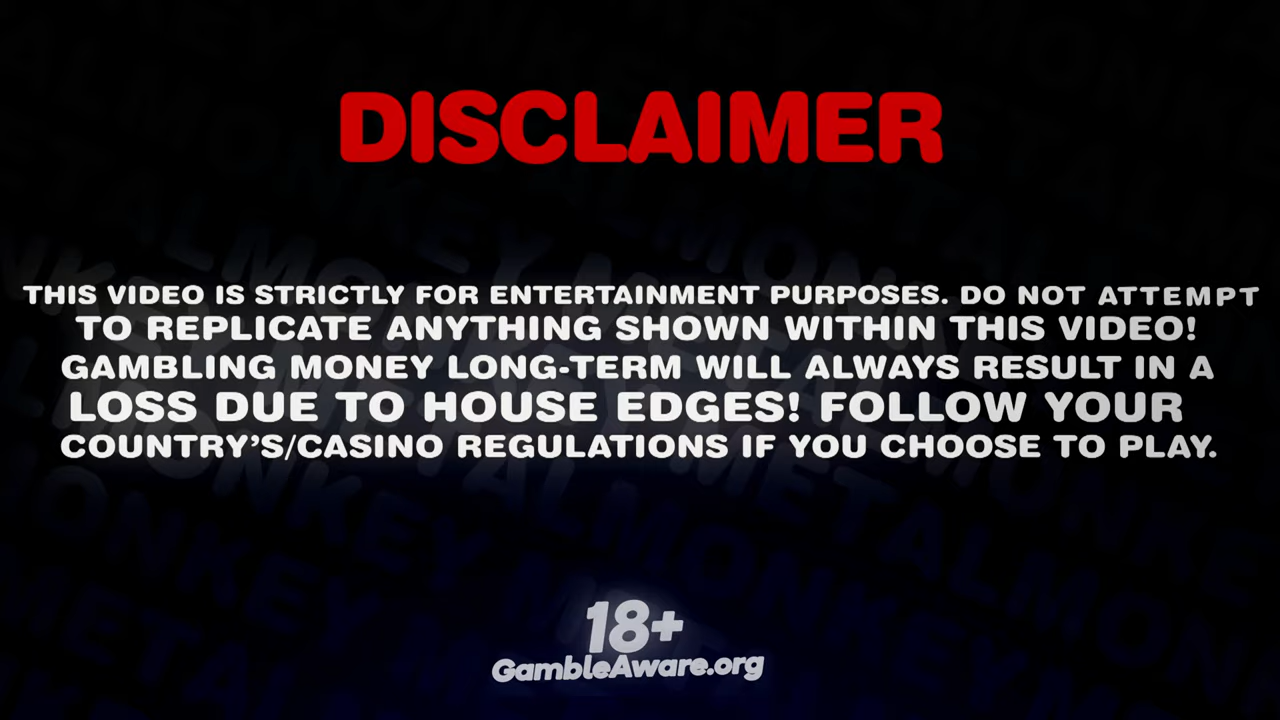 DISCLAIMER
THIS VIDEO IS STRICTLY FOR ENTERTAINMENT PURPOSES. DO NOT ATTEMPT
TO REPLICATE ANYTHING SHOWN WITHIN THIS VIDEO!
GAMBLING MONEY LONG-TERM WILL ALWAYS RESULT IN A
LOSS DUE TO HOUSE EDGES! FOLLOW YOUR
COUNTRY'S/CASINO REGULATIONS IF YOU CHOOSE TO PLAY.
18+
GambleAware.org